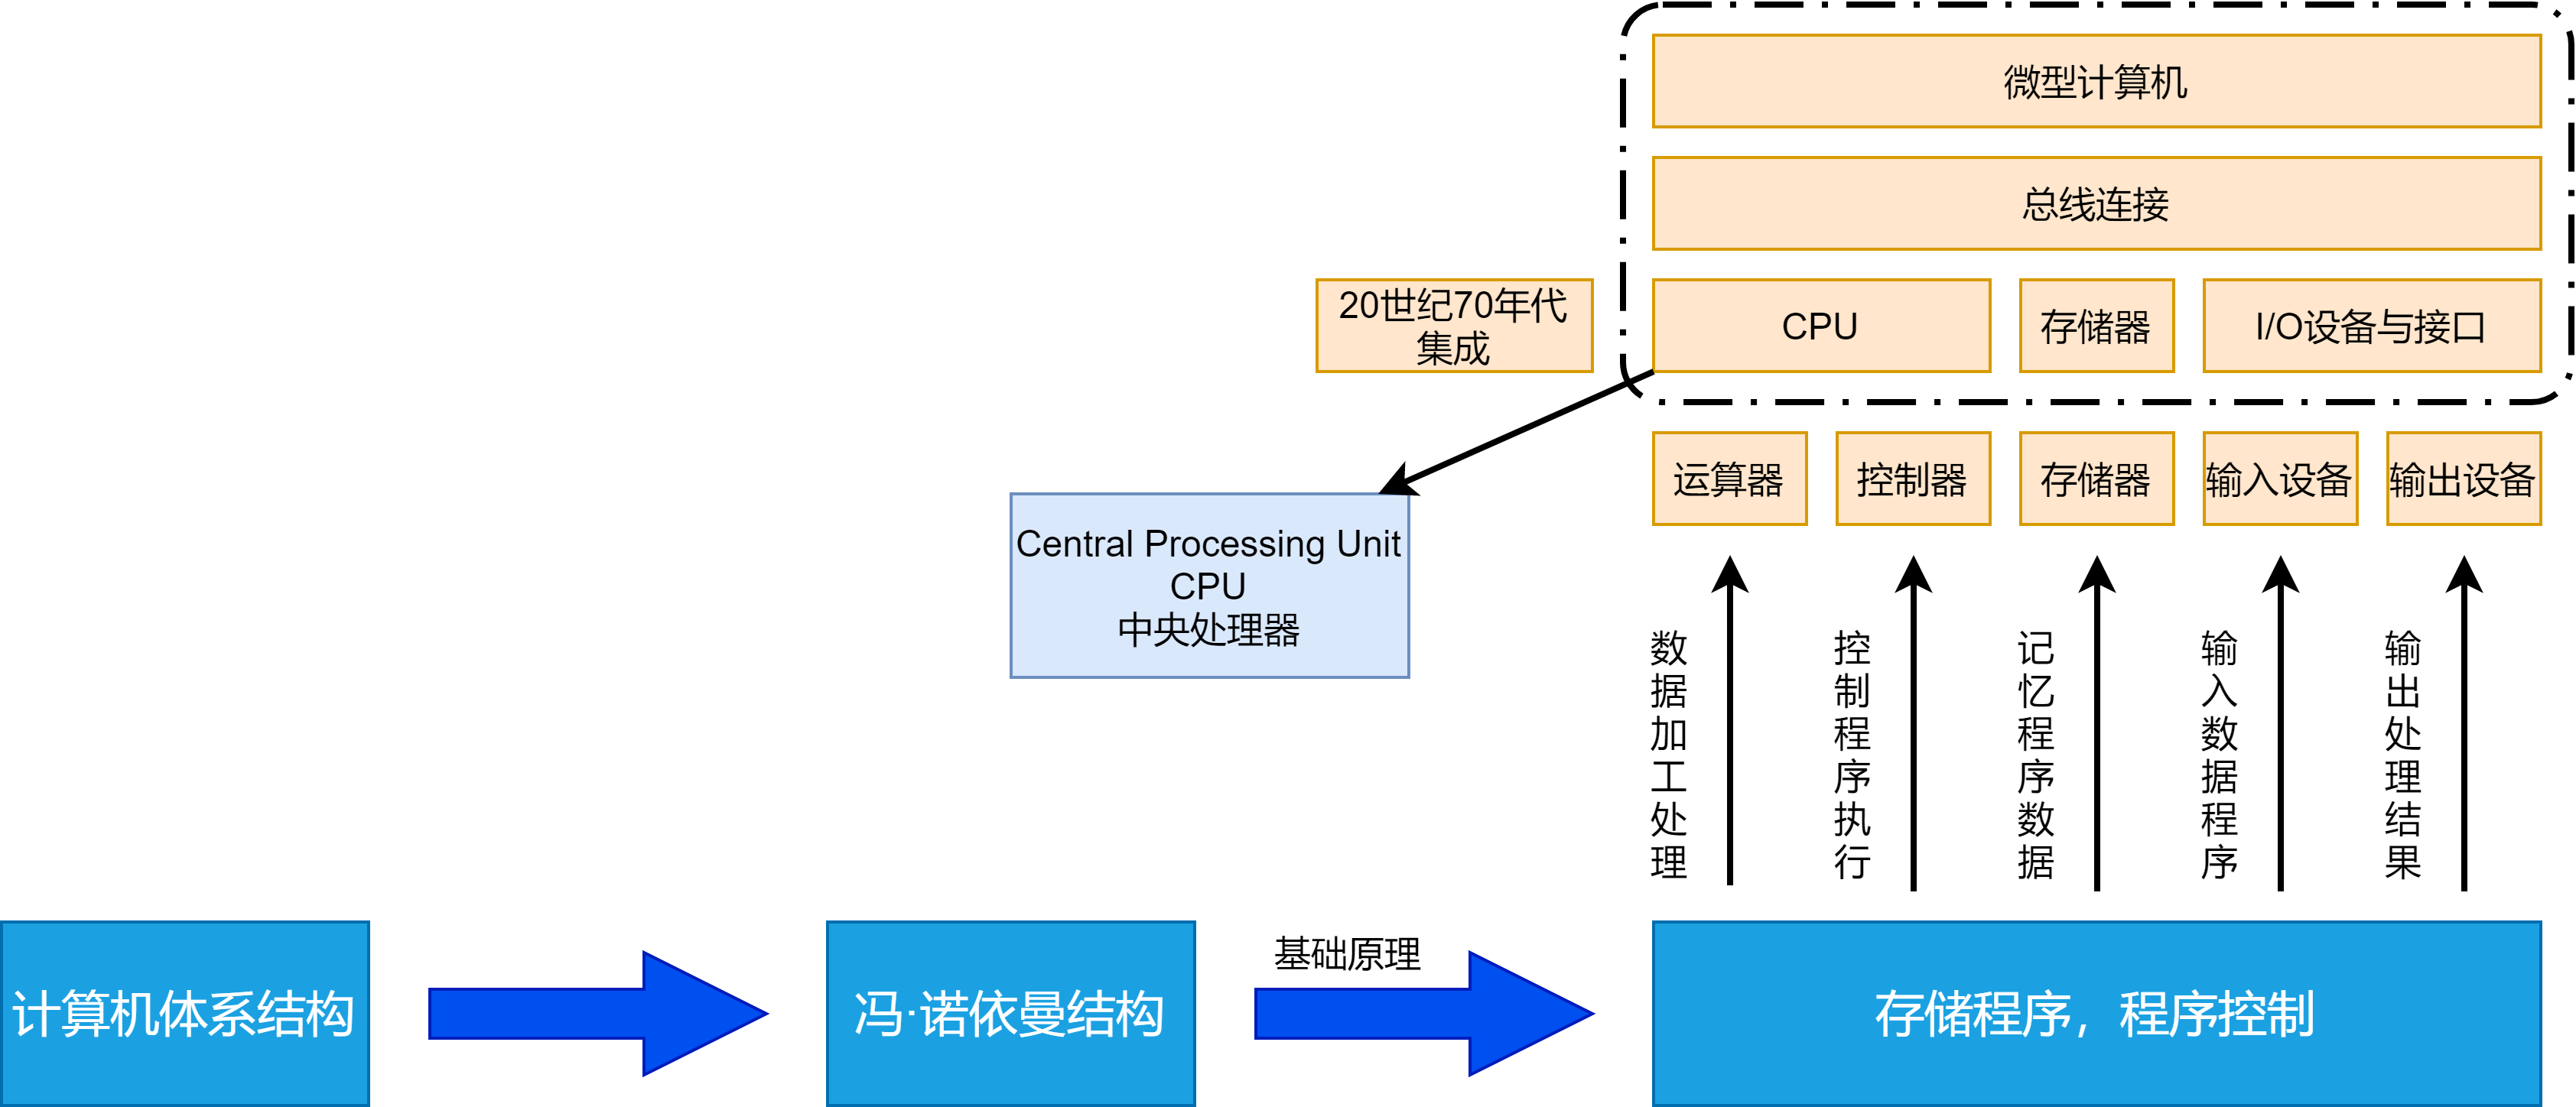 微型计算机
总线连接
20世纪70年代
集成
CPU
存储器
I/O设备与接口
运算器
控制器
存储器
输入设备
输出设备
Central Processing Unit
CPU
中央处理器
数据加工处理
控制程序执行
记忆程序数据
输入数据程序
输出处理结果
计算机体系结构
冯·诺依曼结构
基础原理
存储程序，程序控制